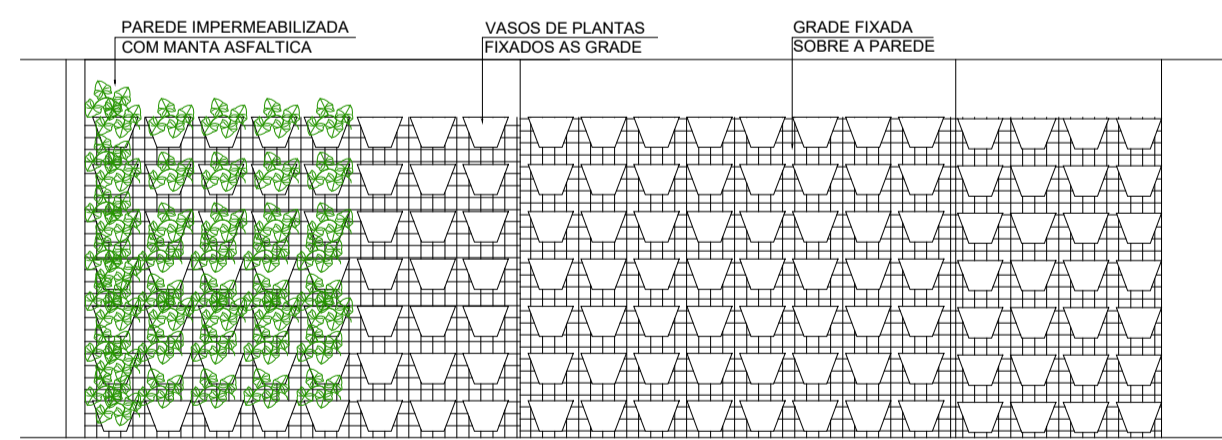 PAREDE IMPERMEABILIZADA
COM MANTA ASFALTICA
VASOS DE PLANTAS
FIXADOS AS GRADE
GRADE FIXADA
SOBRE A PAREDE